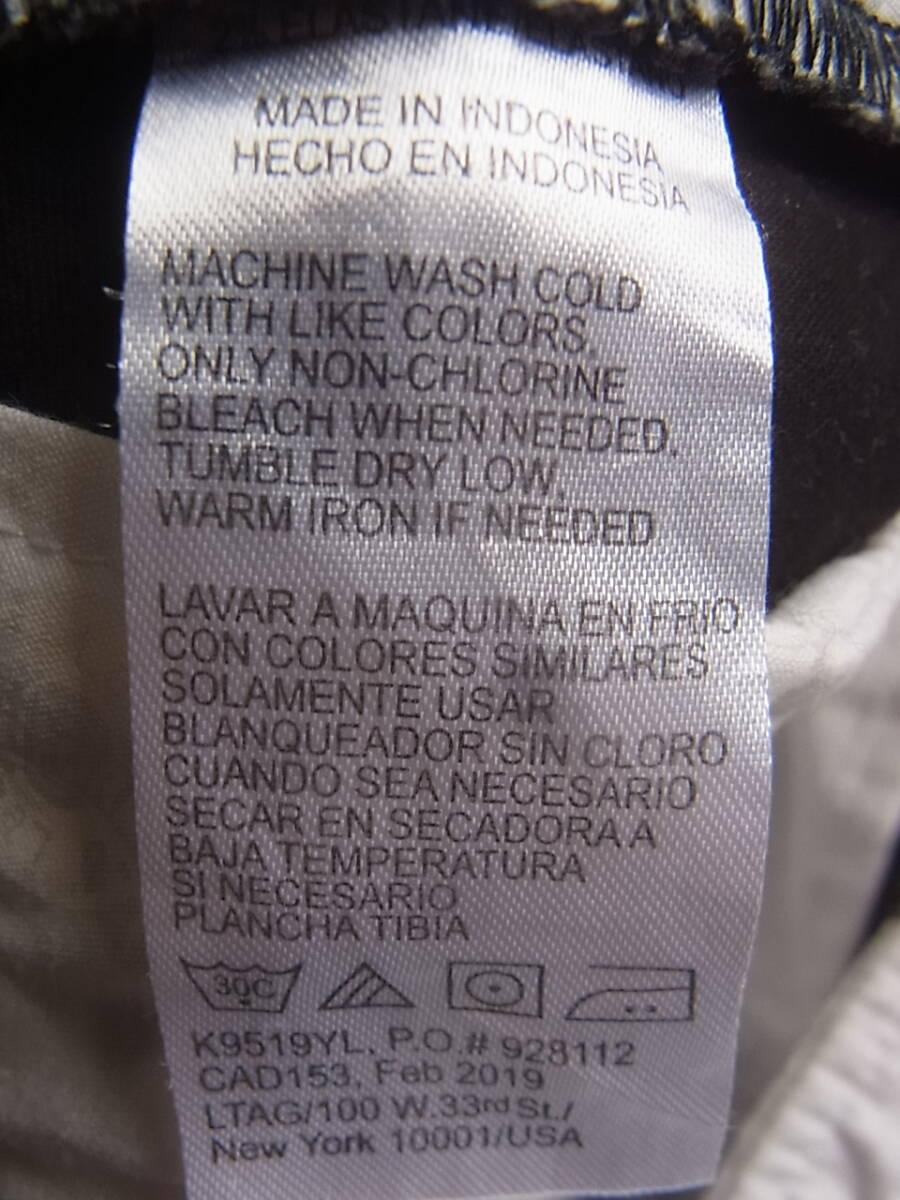 MADE IN INDONESIA
HECHO EN INDONESIA
MACHINE WASH COLD
WITH LIKE COLORS.
ONLY NON-CHLORINE
BLEACH WHEN NEEDED.
TUMBLE DRY LOW.
WARM IRON IF NEEDED
LAVAR A MAQUINA EN FRIO
CON COLORES SIMILARES
SOLAMENTE USAR
BLANQUEADOR SIN CLORO
CUANDO SEA NECESARIO
SECAR EN SECADORA A
BAJA TEMPERATURA
SI NECESARIO
PLANCHA TIBIA
30C
K9519YL, P.O.# 928112
CAD153, Feb 2019
LTAG/100 W.33rd St./
New York 10001/USA